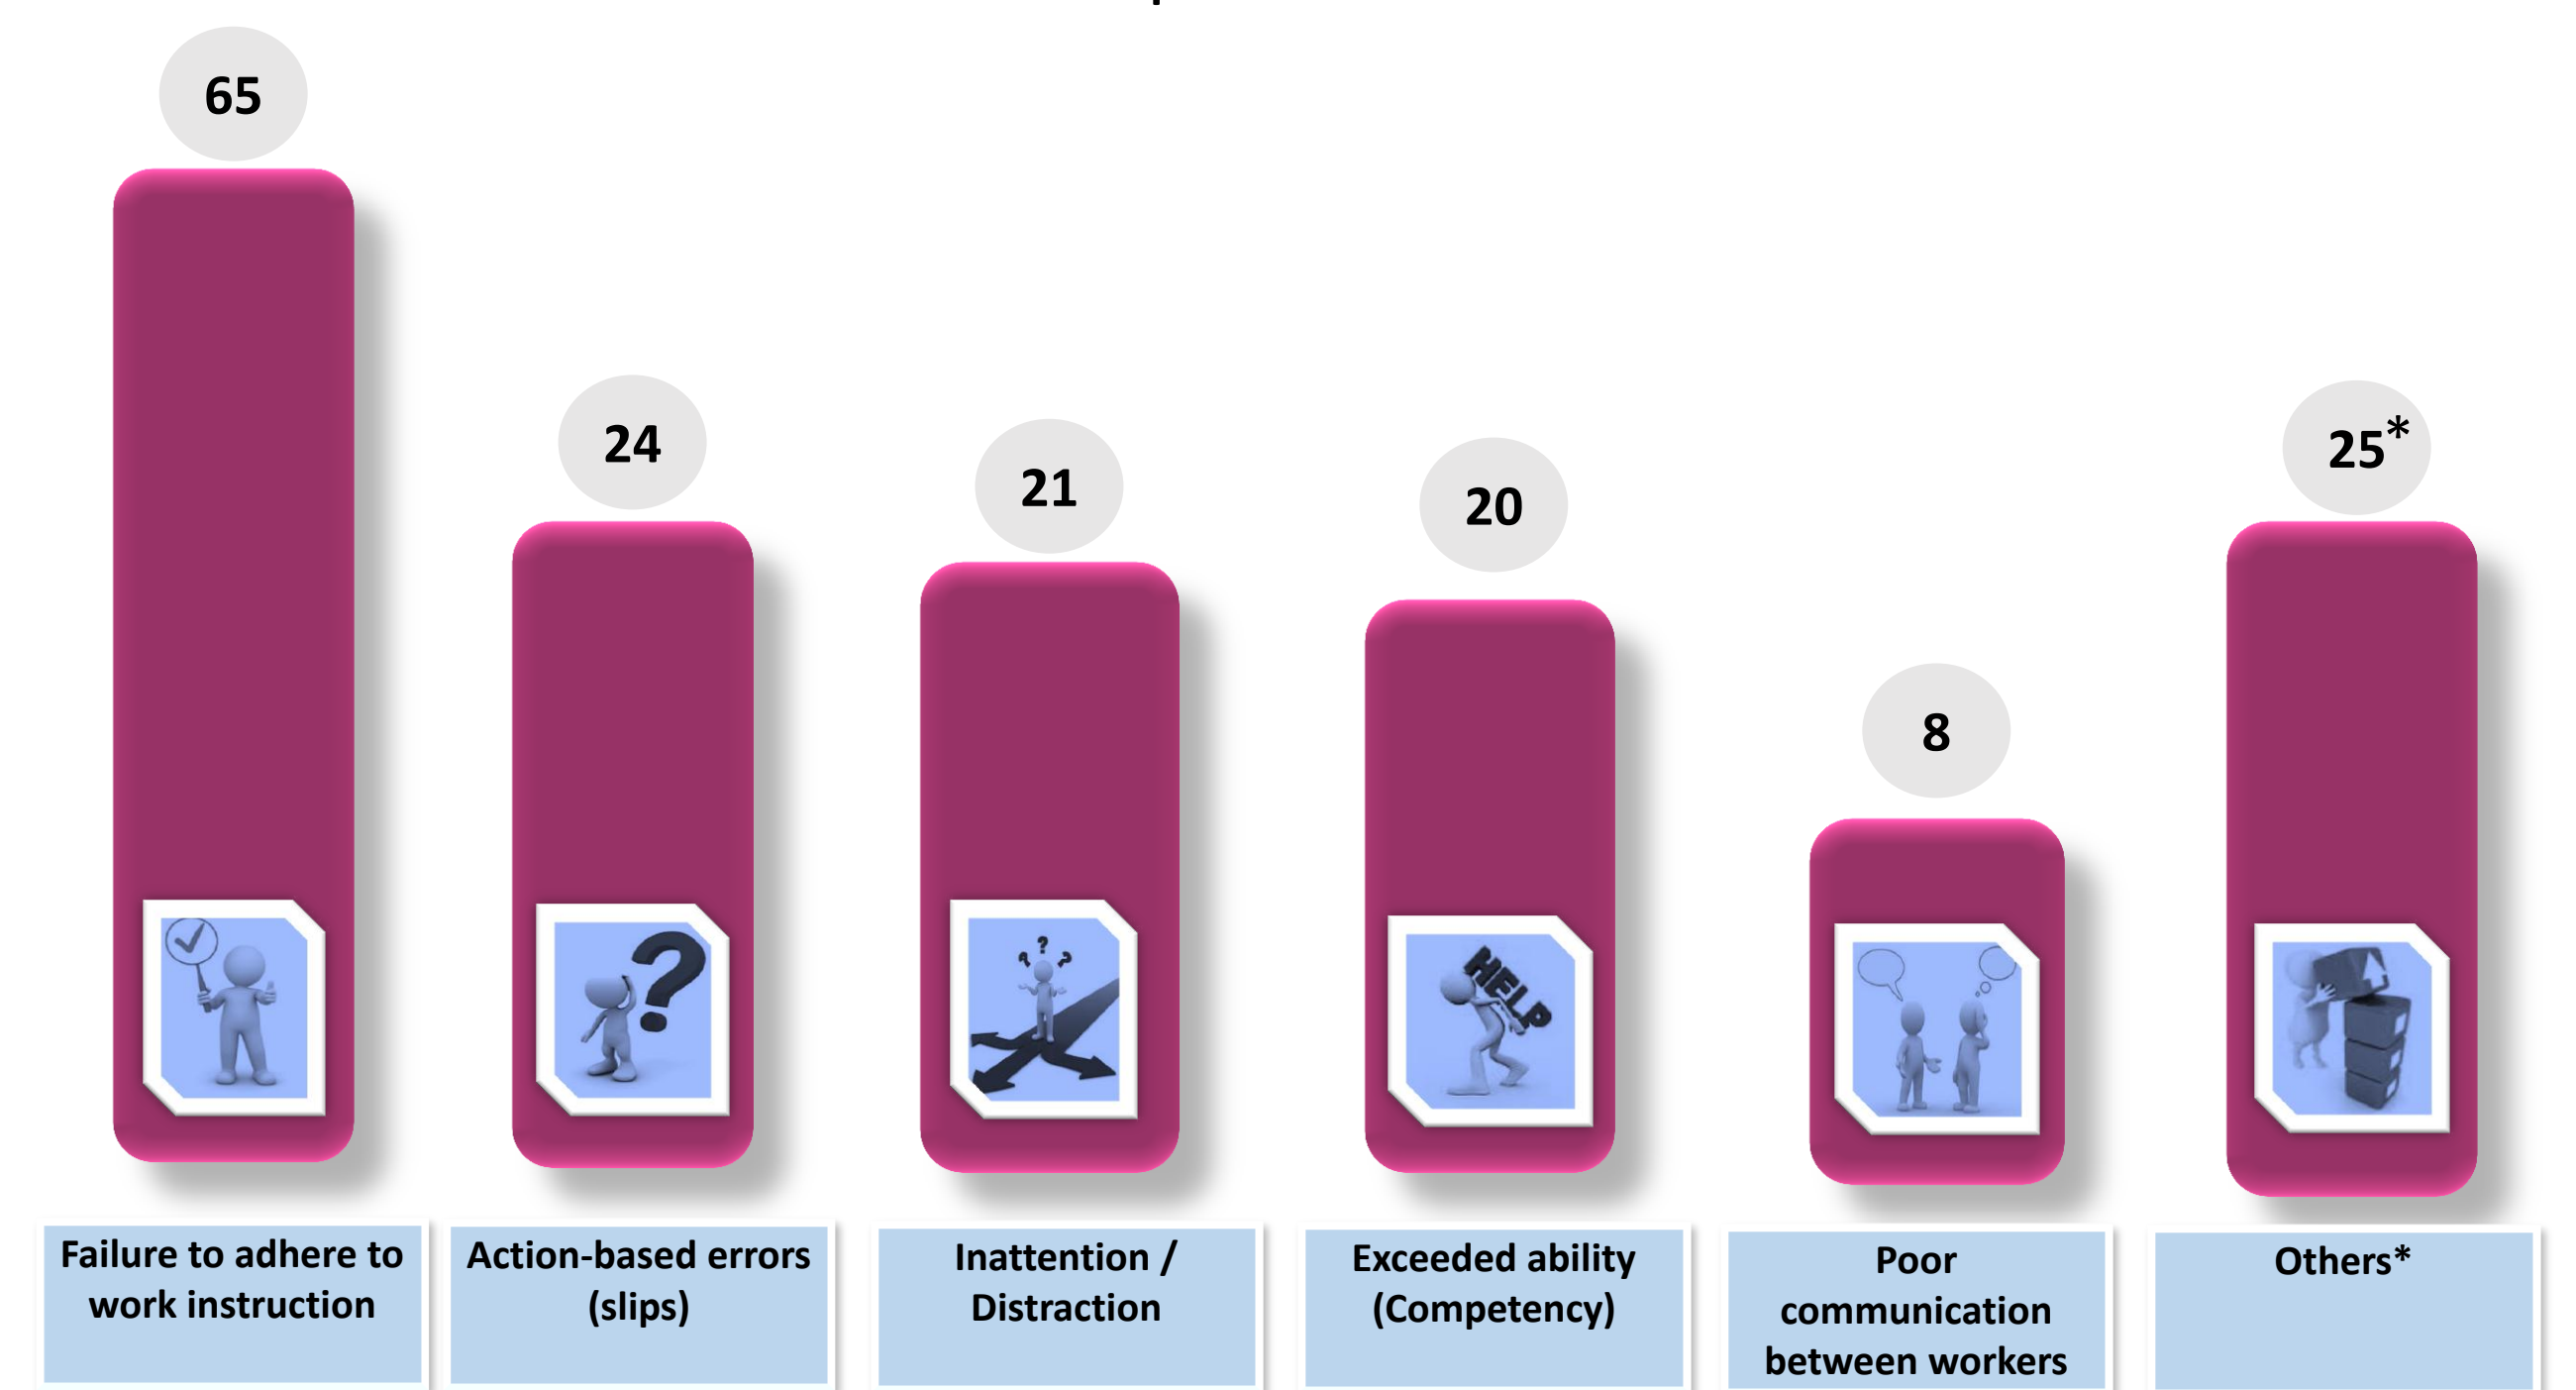 65
24
21
20
8
25*
HELP
Failure to adhere to
work instruction
Action-based errors
(slips)
Inattention /
Distraction
Exceeded ability
(Competency)
Poor
communication
between workers
Others*